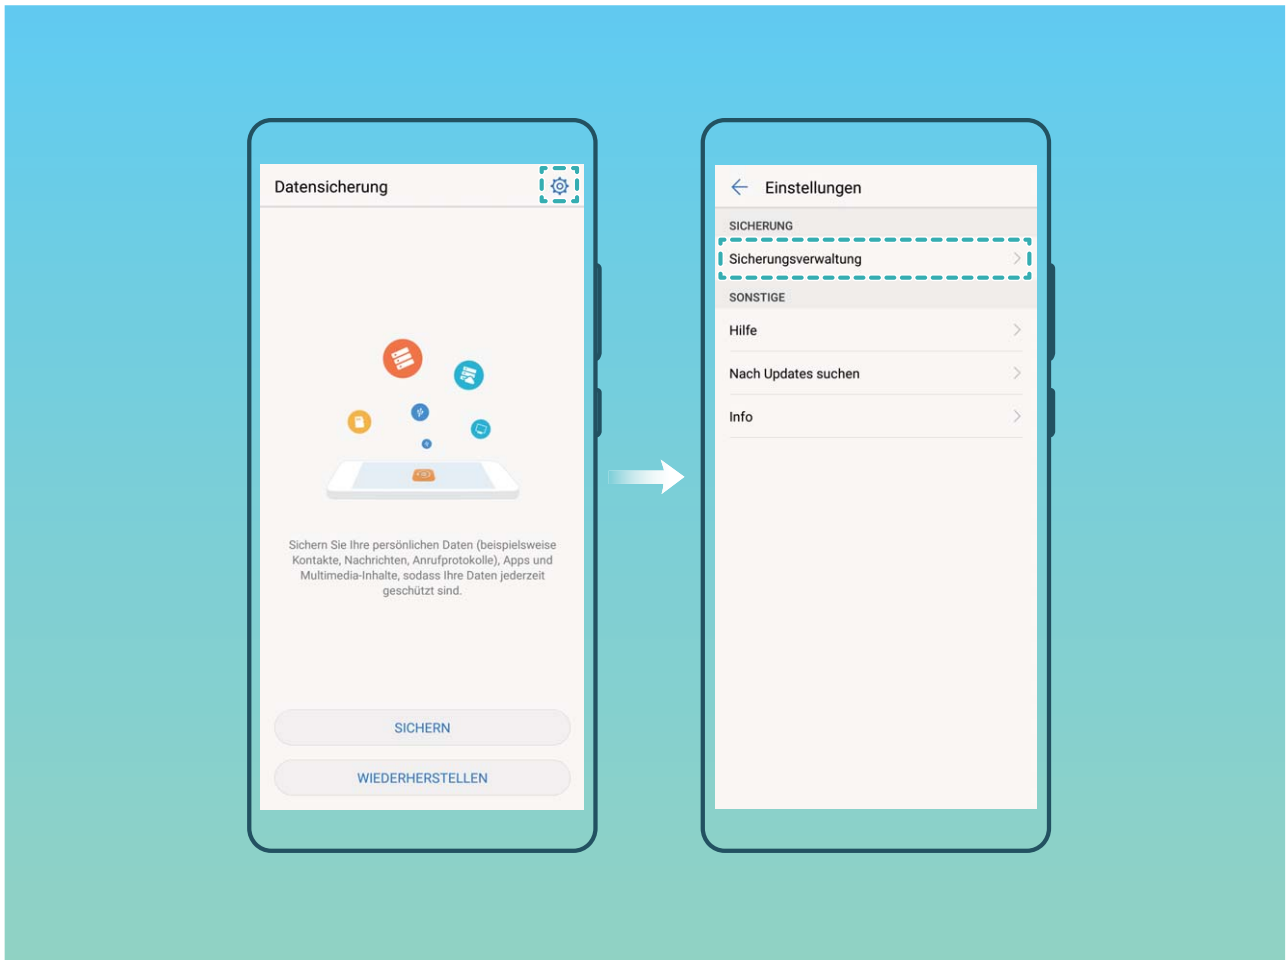 Datensicherung
Sichern Sie Ihre persönlichen Daten (beispielsweise
Kontakte, Nachrichten, Anrufprotokolle), Apps und
Multimedia-Inhalte, sodass Ihre Daten jederzeit
geschützt sind.
SICHERN
WIEDERHERSTELLEN
Einstellungen
SICHERUNG
Sicherungsverwaltung
SONSTIGE
Hilfe
Nach Updates suchen
Info